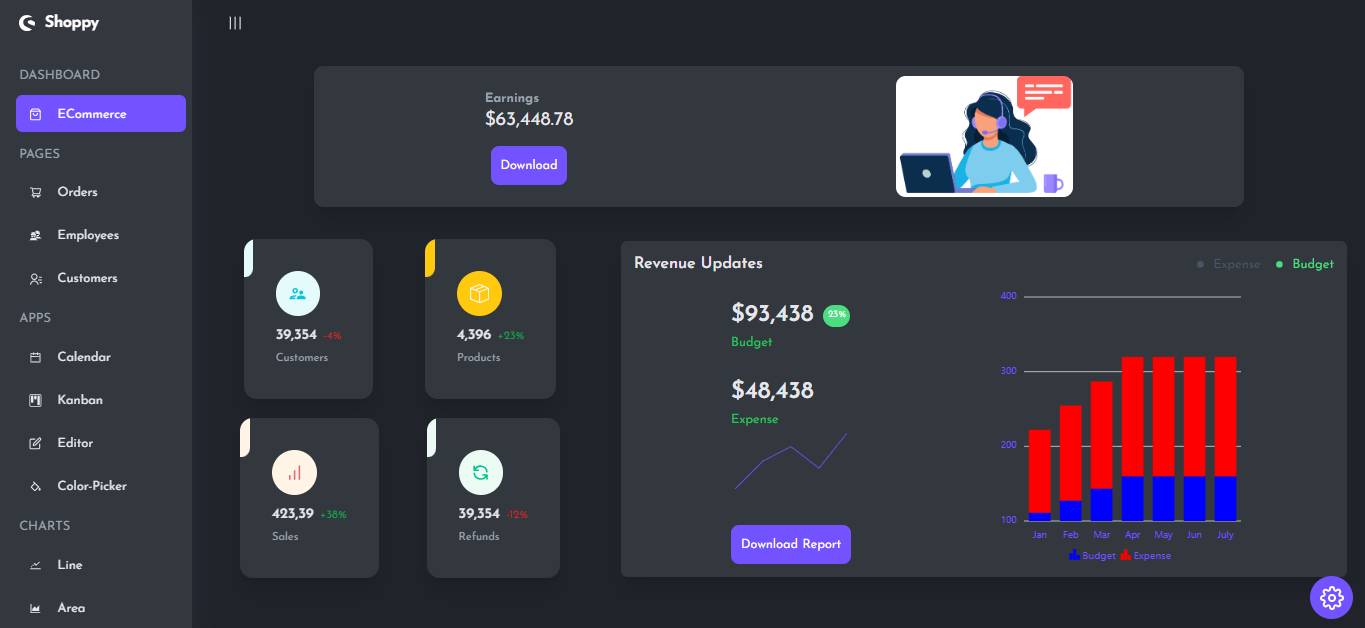 Shoppy
DASHBOARD
ECommerce
PAGES
Orders
Employees
Customers
APPS
Calendar
Kanban
Editor
Color-Picker
CHARTS
Line
Area
Earnings
$63,448.78
Download
39,354 -4%
Customers
4,396 +23%
Products
423,39 +38%
Sales
39,354 -12%
Refunds
Revenue Updates
Expense Budget
$93,438 23%
Budget
$48,438
Expense
Download Report
400
300
200
100
Jan Feb Mar Apr May Jun July
Budget Expense